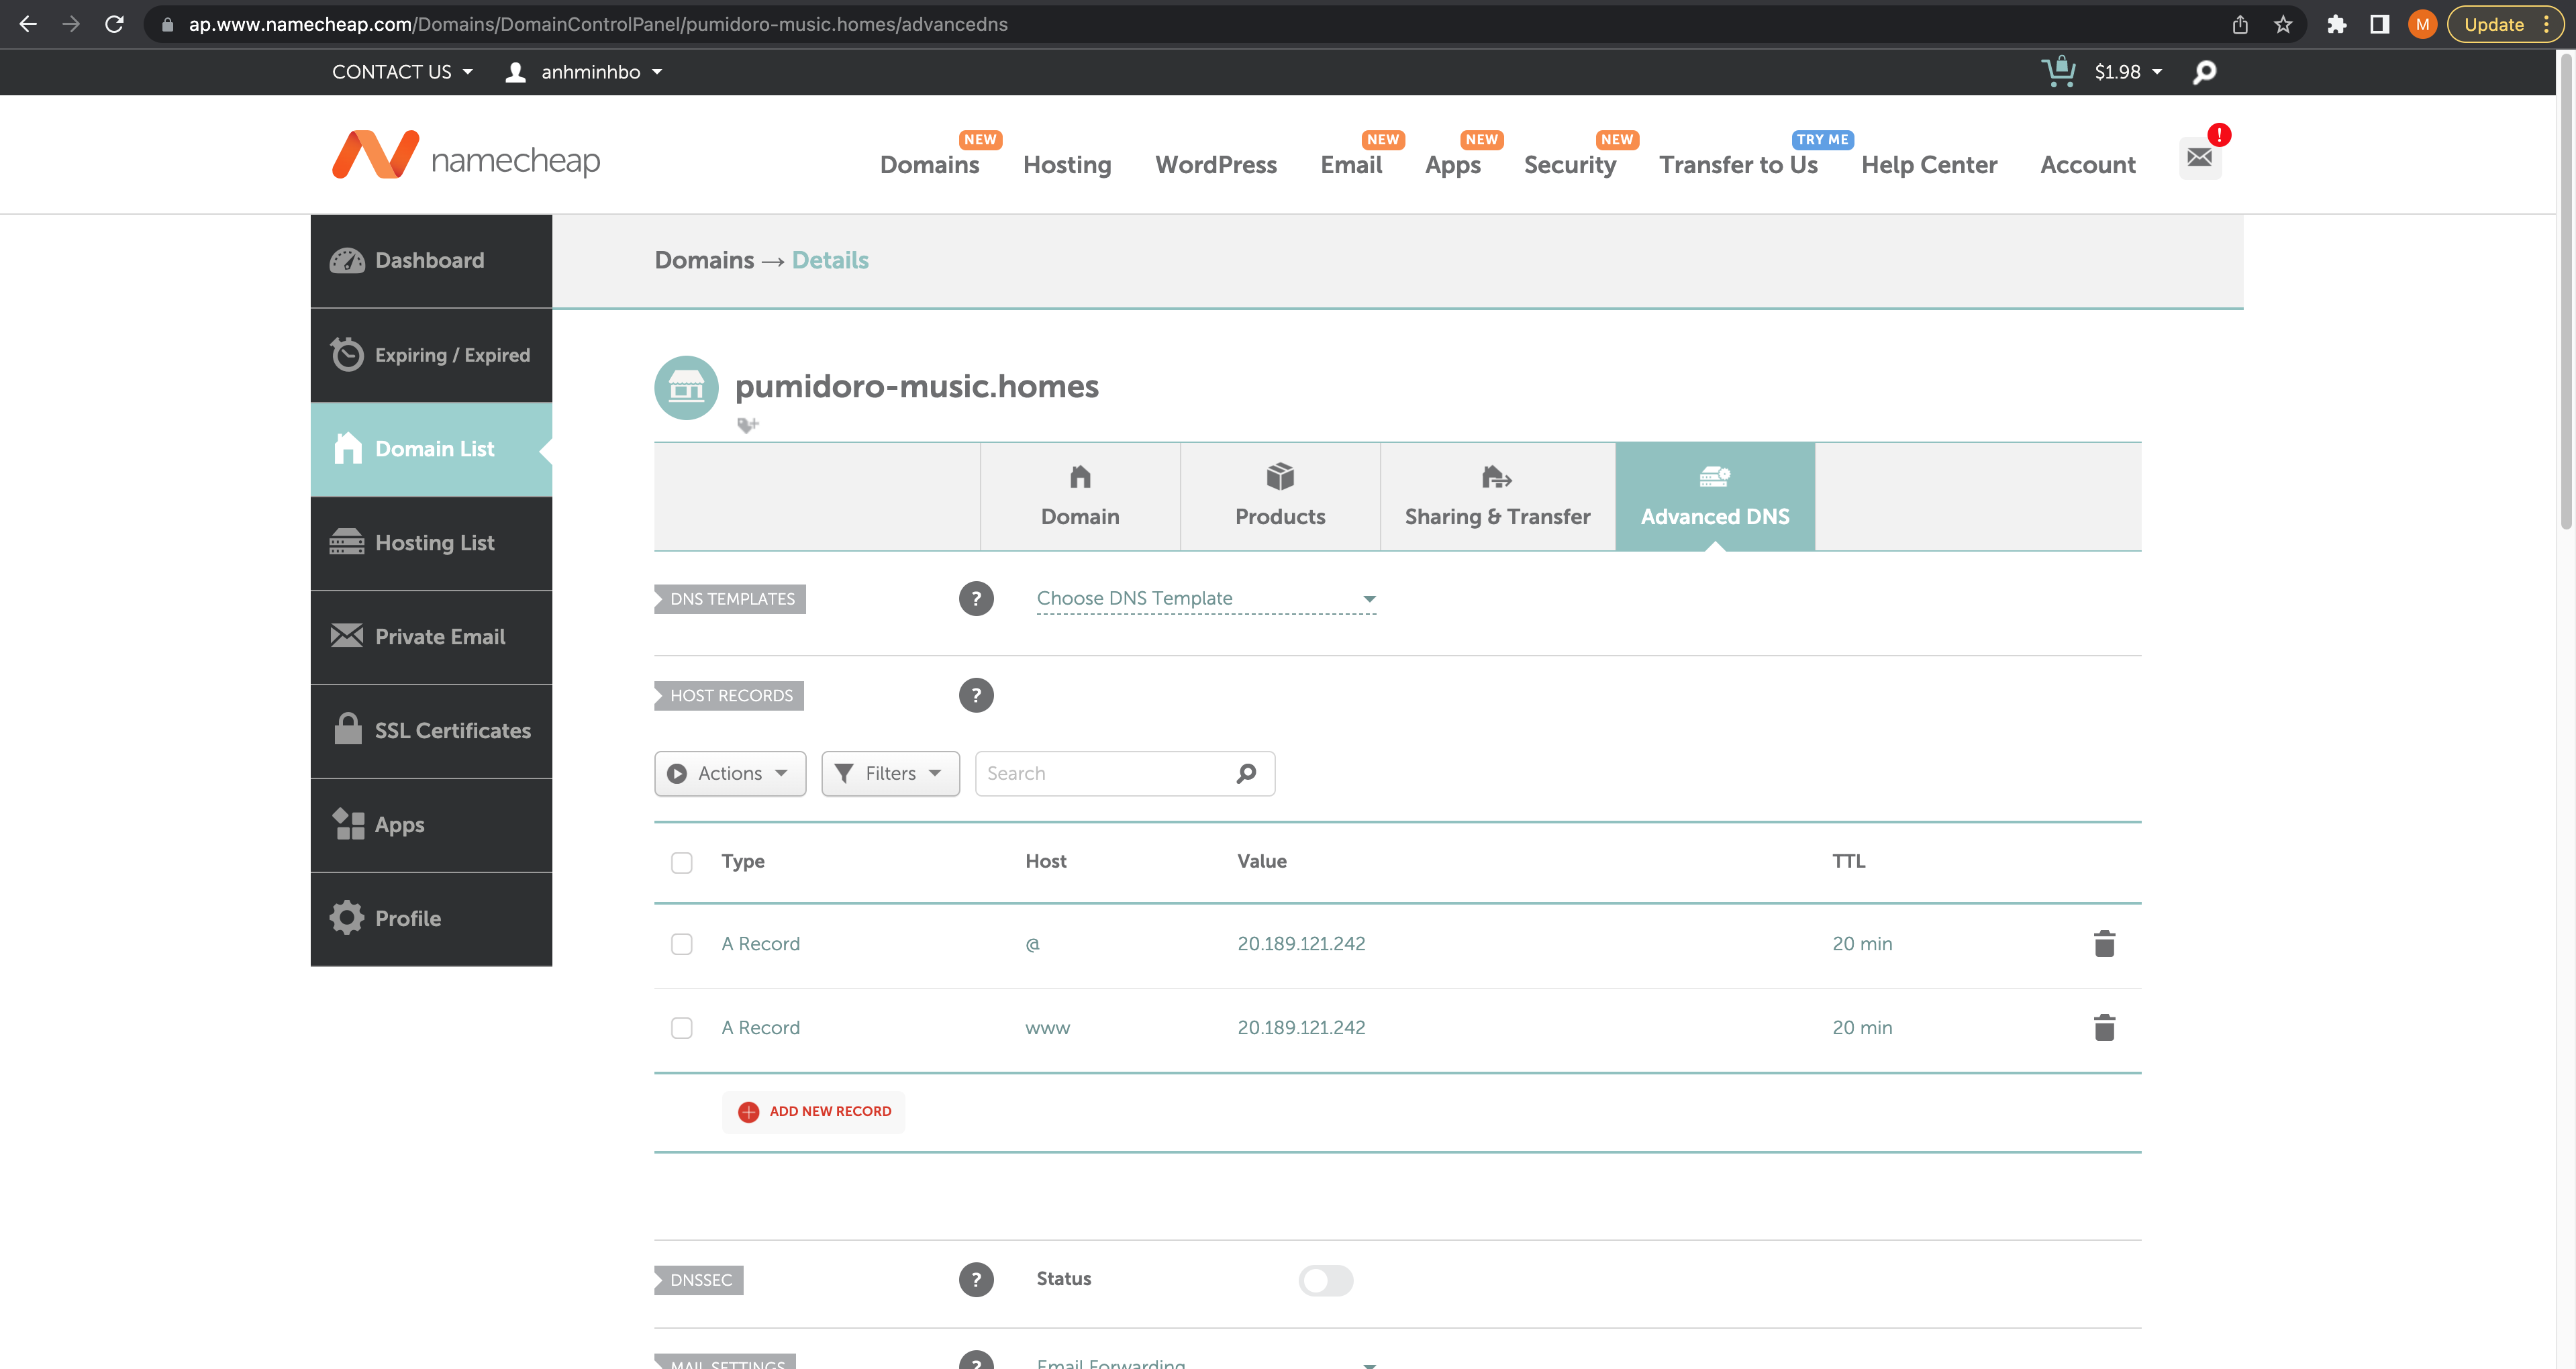 ap.www.namecheap.com/Domains/DomainControlPanel/pumidoro-music.homes/advancedns
M
Update
CONTACT US
anhminhbo
$1.98
namecheap
NEW
NEW
NEW
NEW
TRY ME
!
Domains
Hosting
WordPress
Email
Apps
Security
Transfer to Us
Help Center
Account
Dashboard
Expiring / Expired
Domain List
Hosting List
Private Email
SSL Certificates
Apps
Profile
Domains → Details
pumidoro-music.homes
Domain
Products
Sharing & Transfer
Advanced DNS
DNS TEMPLATES
?
Choose DNS Template
HOST RECORDS
?
Actions
Filters
Search
Type Host Value TTL
A Record @ 20.189.121.242 20 min
A Record www 20.189.121.242 20 min
ADD NEW RECORD
DNSSEC
?
Status
MAIL SETTINGS
?
Email Forwarding